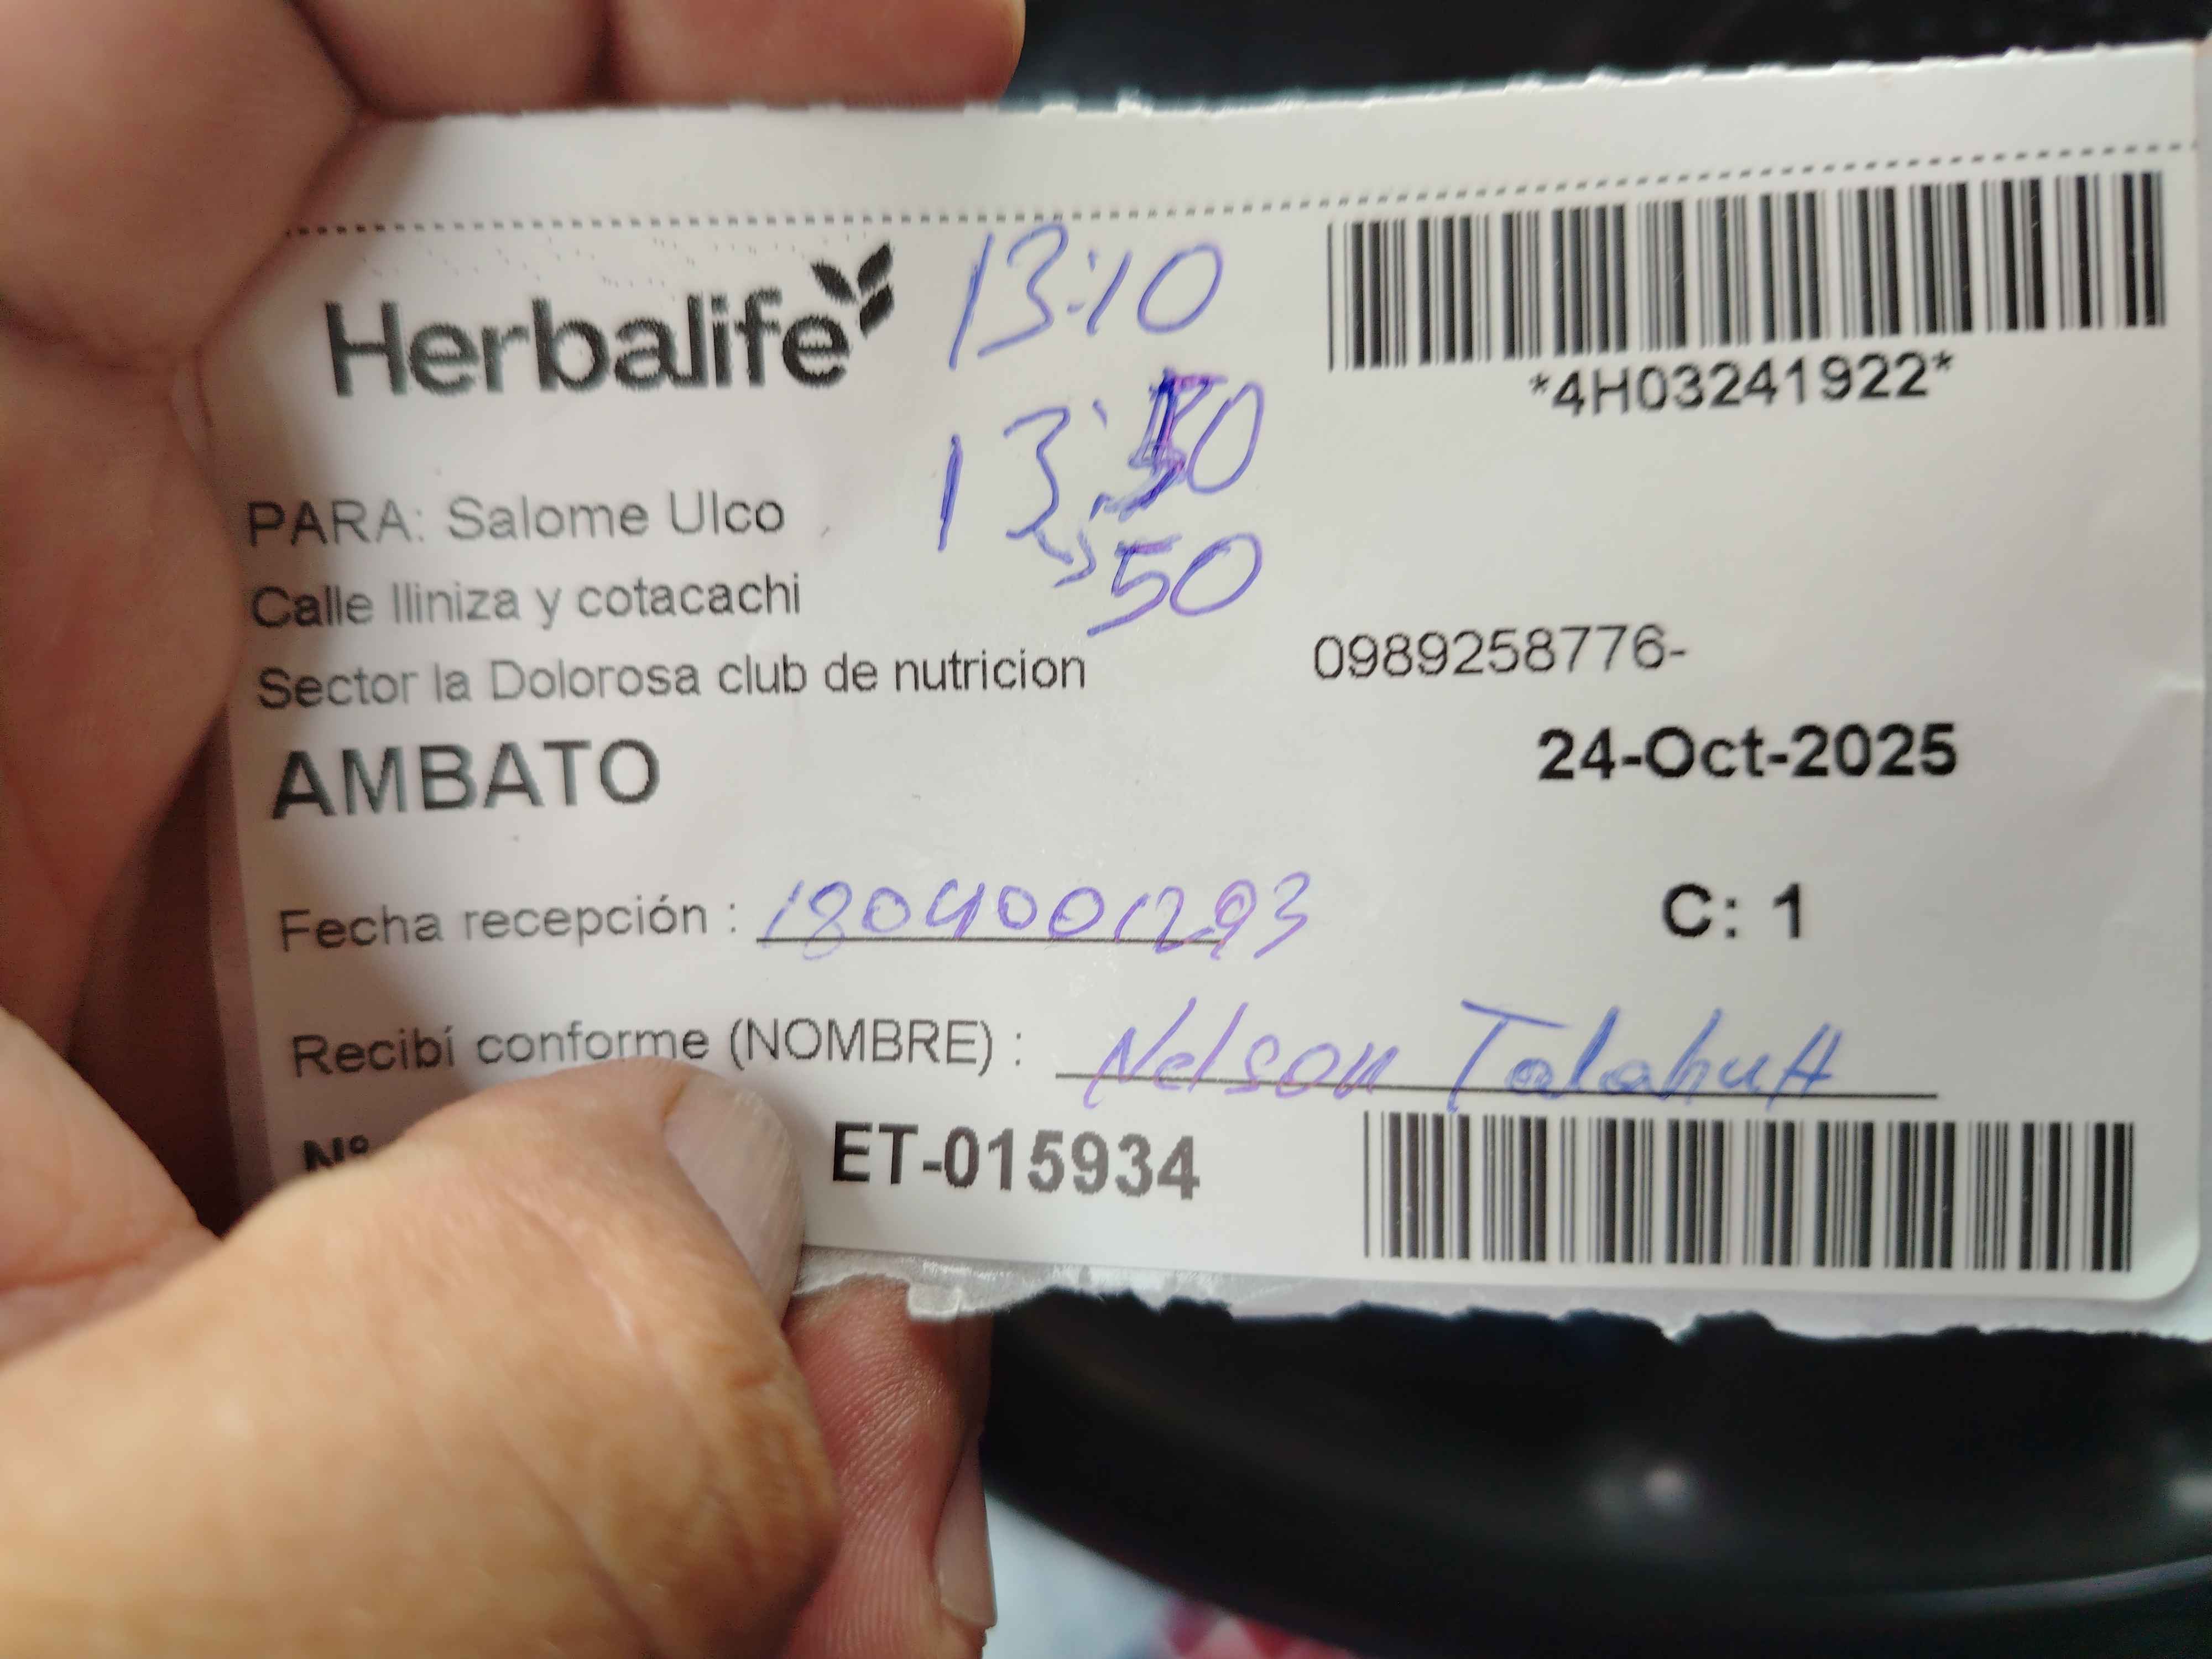 Herbalife
13:10
*4H03241922*
13:50
50
PARA: Salome Ulco
Calle Iliniza y cotacachi
Sector la Dolorosa club de nutricion
0989258776-
AMBATO
24-Oct-2025
Fecha recepción : 1804001293
C: 1
Recibí conforme (NOMBRE) : Nelson
Nº
ET-015934